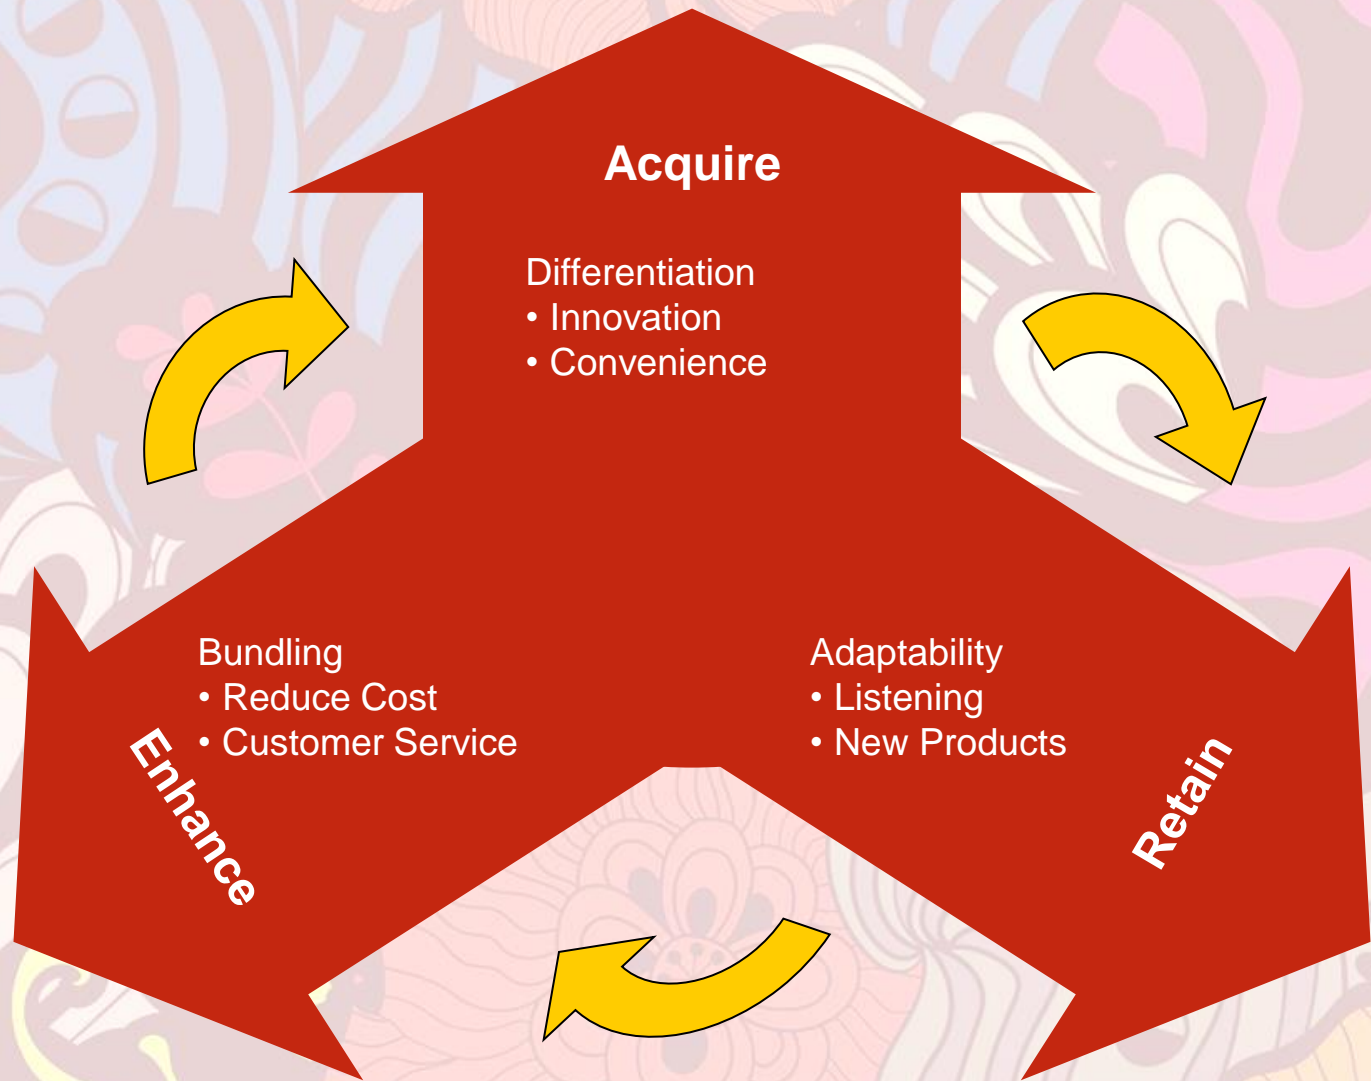 Acquire
Differentiation
• Innovation
• Convenience
Bundling
• Reduce Cost
• Customer Service
Enhance
Adaptability
• Listening
• New Products
Retain